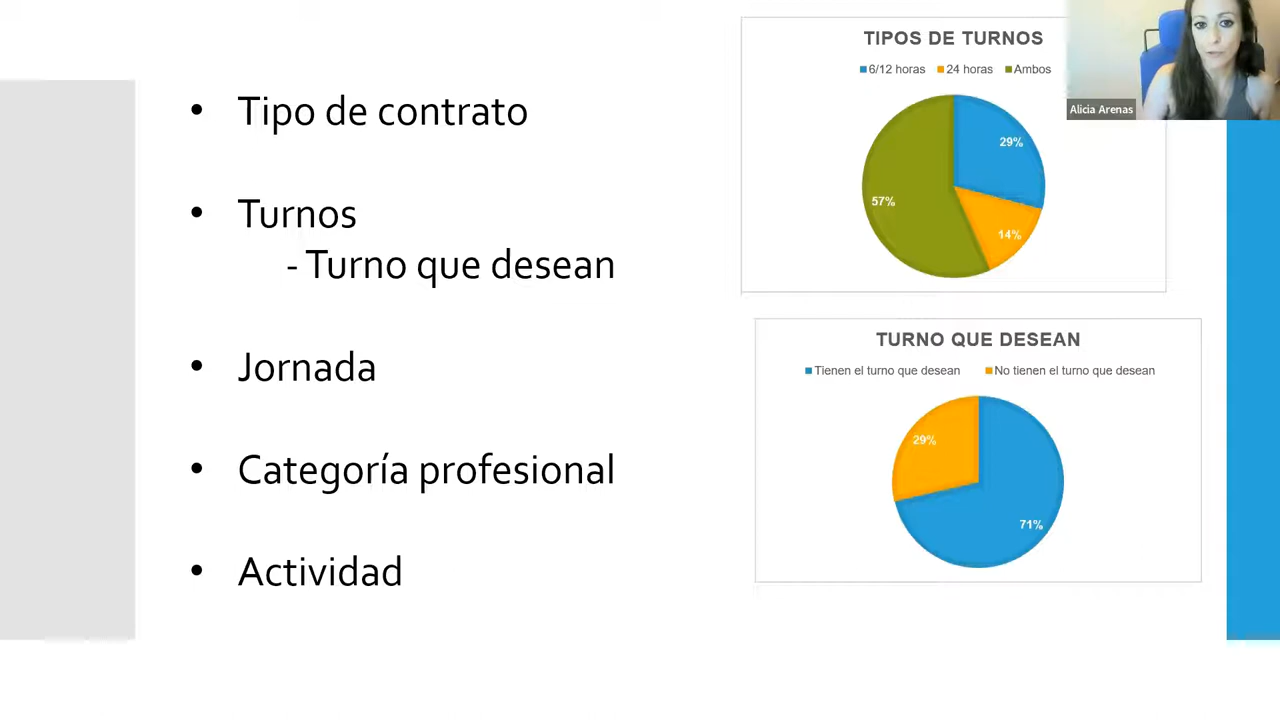 • Tipo de contrato
• Turnos
- Turno que desean
• Jornada
• Categoría profesional
• Actividad
TIPOS DE TURNOS
6/12 horas 24 horas Ambos
29%
57%
14%
TURNO QUE DESEAN
Tienen el turno que desean No tienen el turno que desean
29%
71%
Alicia Arenas